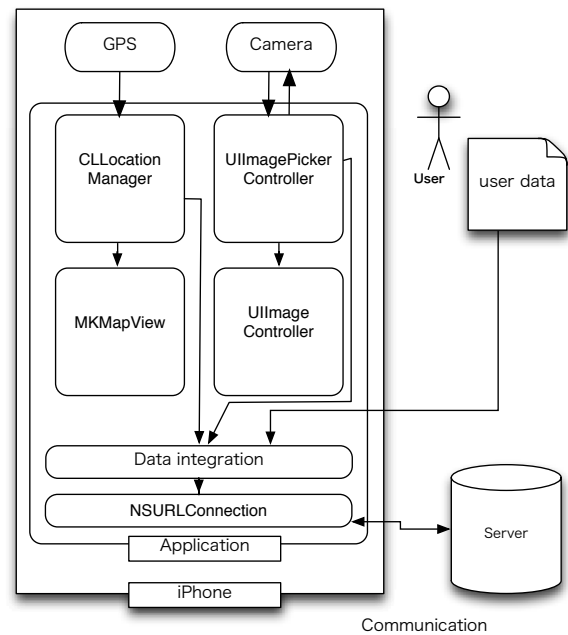 GPS
Camera
CLLocation
Manager
UIImagePicker
Controller
User
user data
MKMapView
UIImage
Controller
Data integration
NSURLConnection
Server
Application
iPhone
Communication